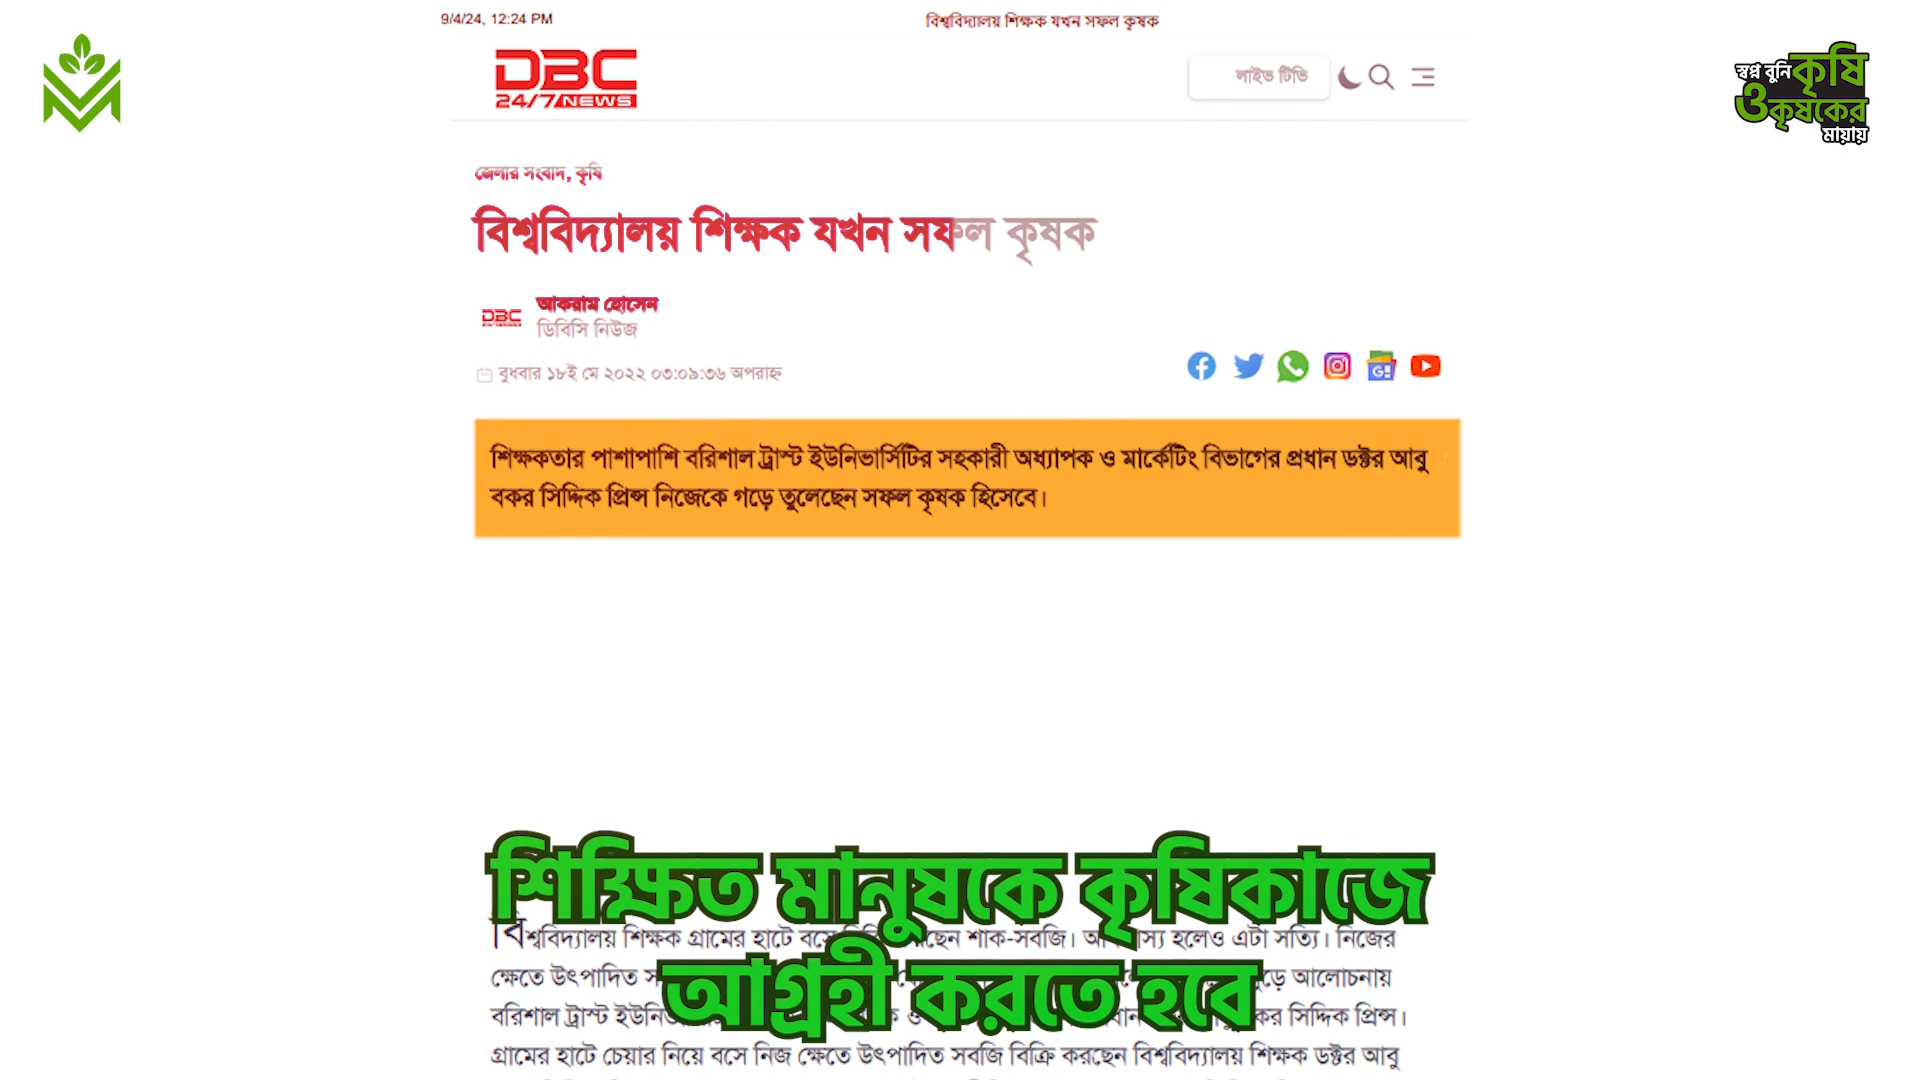 9/4/24, 12:24 PM
বিশ্ববিদ্যালয় শিক্ষক যখন সফল কৃষক
DBC
24/7 NEWS
লাইভ টিভি
স্বপ্ন বুনি কৃষি
ও কৃষকের
মায়ায়
জেলার সংবাদ, কৃষি
বিশ্ববিদ্যালয় শিক্ষক যখন সফল কৃষক
DBC
আকরাম হোসেন
ডিবিসি নিউজ
বুধবার ১৮ই মে ২০২২ ০৩:০৯:৩৬ অপরাহ্ন
শিক্ষকতার পাশাপাশি বরিশাল ট্রাস্ট ইউনিভার্সিটির সহকারী অধ্যাপক ও মার্কেটিং বিভাগের প্রধান ডক্টর আবু
বকর সিদ্দিক প্রিন্স নিজেকে গড়ে তুলেছেন সফল কৃষক হিসেবে।
শিক্ষিত মানুষকে কৃষিকাজে
আগ্রহী করতে হবে
বিশ্ববিদ্যালয় শিক্ষক গ্রামের হাটে বসে শাক-সবজি। হলেও এটা সত্যি। নিজের
ক্ষেতে উৎপাদিত আলোচনায়
বরিশাল ট্রাস্ট ও সিদ্দিক প্রিন্স।
গ্রামের হাটে চেয়ার নিয়ে বসে নিজ ক্ষেতে উৎপাদিত সবজি বিক্রি করছেন বিশ্ববিদ্যালয় শিক্ষক ডক্টর আবু